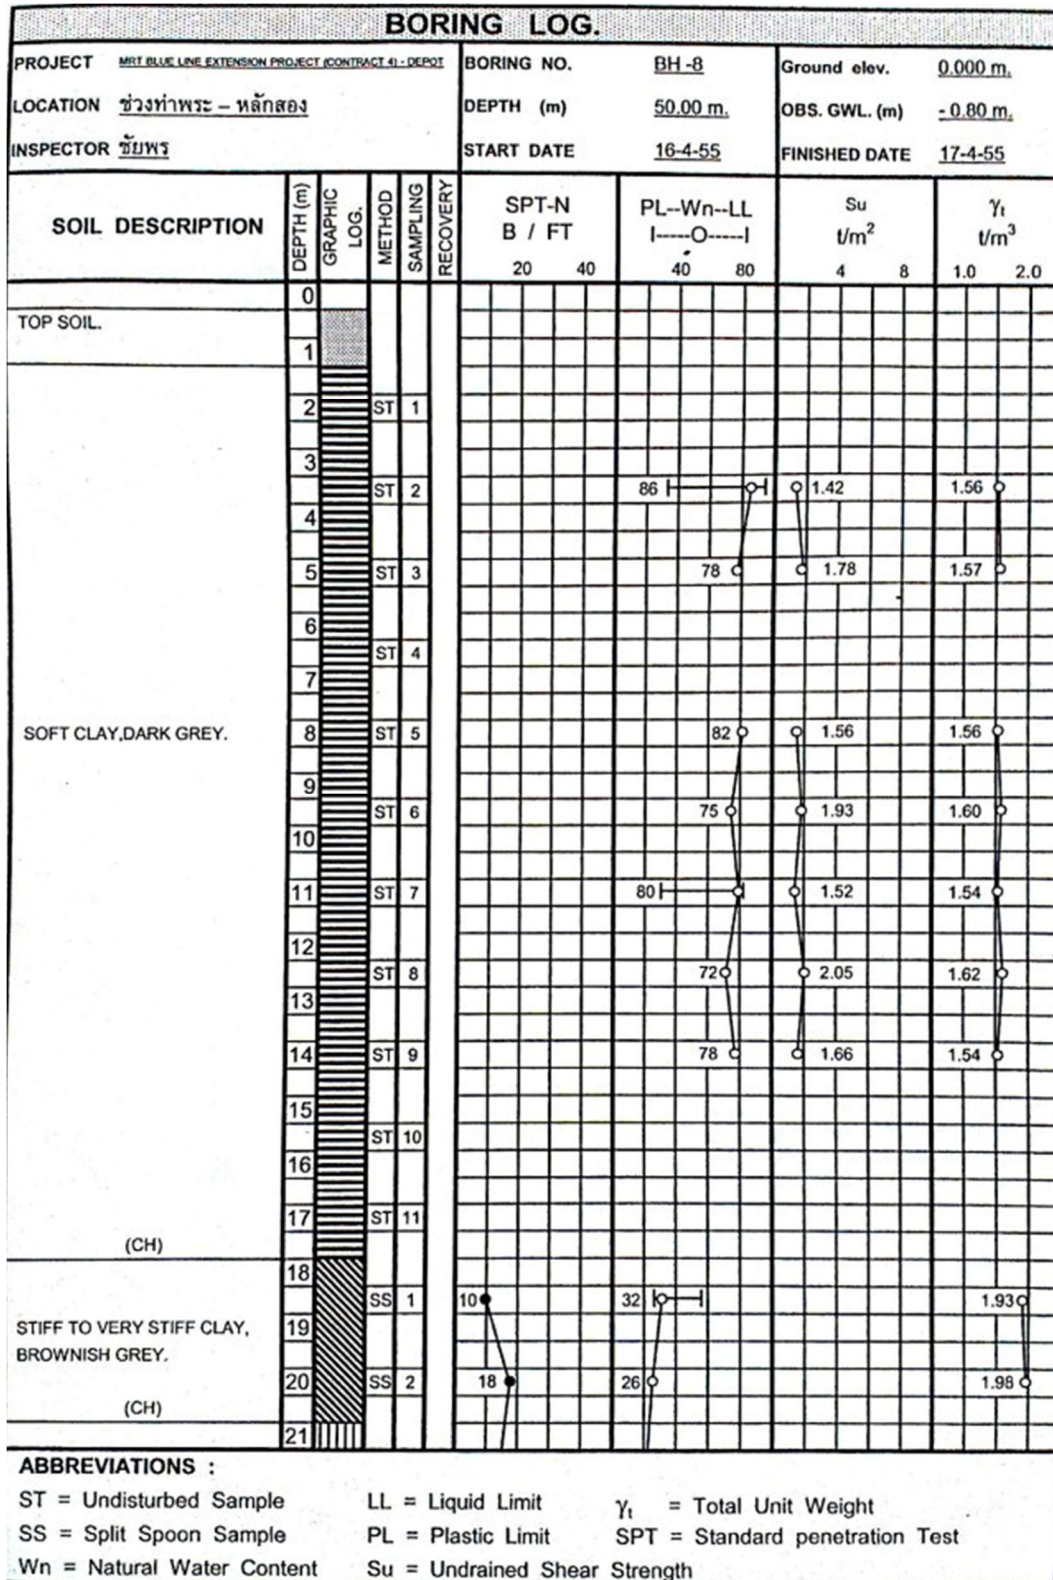 BORING LOG.
PROJECT MRT BLUE LINE EXTENSION PROJECT (CONTRACT 4) - DEPOT BORING NO. BH -8 Ground elev. 0.000 m.
LOCATION ช่วงท่าพระ – หลักสอง DEPTH (m) 50.00 m. OBS. GWL. (m) - 0.80 m.
INSPECTOR ชัยพร START DATE 16-4-55 FINISHED DATE 17-4-55
SOIL DESCRIPTION DEPTH (m) GRAPHIC LOG. METHOD SAMPLING RECOVERY SPT-N B / FT PL--Wn--LL I-----O-----I Su t/m² γt t/m³
20 40 40 80 4 8 1.0 2.0
0
TOP SOIL.
1
2 ST 1
3
ST 2 86 1.42 1.56
4
5 ST 3 78 1.78 1.57
6
ST 4
7
SOFT CLAY,DARK GREY. 8 ST 5 82 1.56 1.56
9
ST 6 75 1.93 1.60
10
11 ST 7 80 1.52 1.54
12
ST 8 72 2.05 1.62
13
14 ST 9 78 1.66 1.54
15
ST 10
16
17 ST 11
(CH)
18
SS 1 10 32 1.93
STIFF TO VERY STIFF CLAY, 19
BROWNISH GREY.
20 SS 2 18 26 1.98
(CH)
21
ABBREVIATIONS :
ST = Undisturbed Sample LL = Liquid Limit γt = Total Unit Weight
SS = Split Spoon Sample PL = Plastic Limit SPT = Standard penetration Test
Wn = Natural Water Content Su = Undrained Shear Strength